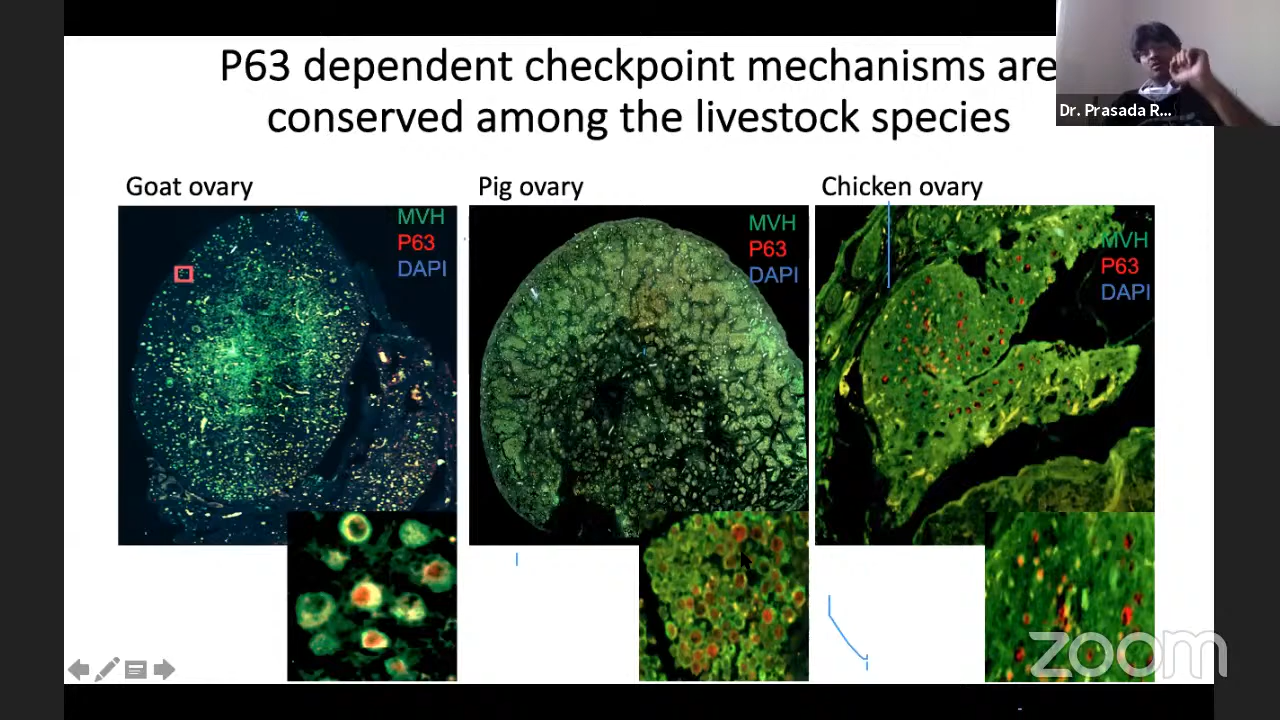 P63 dependent checkpoint mechanisms are
conserved among the livestock species
Dr. Prasada R...
Goat ovary
Pig ovary
Chicken ovary
MVH
P63
DAPI
MVH
P63
DAPI
MVH
P63
DAPI
zoom